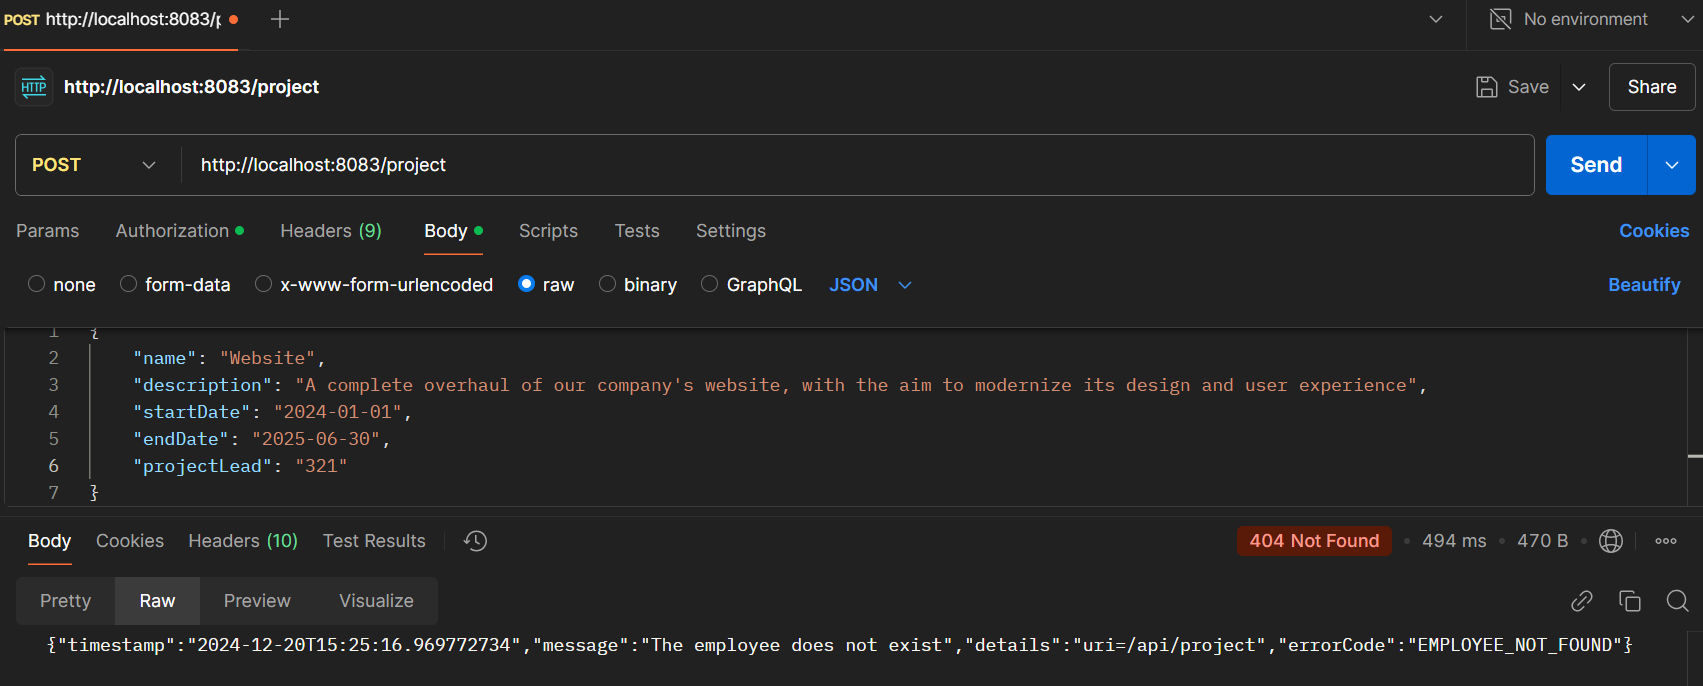 POST http://localhost:8083/p
No environment
HTTP http://localhost:8083/project
Save
Share
POST http://localhost:8083/project
Send
Params Authorization Headers (9) Body Scripts Tests Settings Cookies
none form-data x-www-form-urlencoded raw binary GraphQL JSON Beautify
1 {
2 "name": "Website",
3 "description": "A complete overhaul of our company's website, with the aim to modernize its design and user experience",
4 "startDate": "2024-01-01",
5 "endDate": "2025-06-30",
6 "projectLead": "321"
7 }
Body Cookies Headers (10) Test Results 404 Not Found • 494 ms • 470 B
Pretty Raw Preview Visualize
{"timestamp":"2024-12-20T15:25:16.969772734","message":"The employee does not exist","details":"uri=/api/project","errorCode":"EMPLOYEE_NOT_FOUND"}